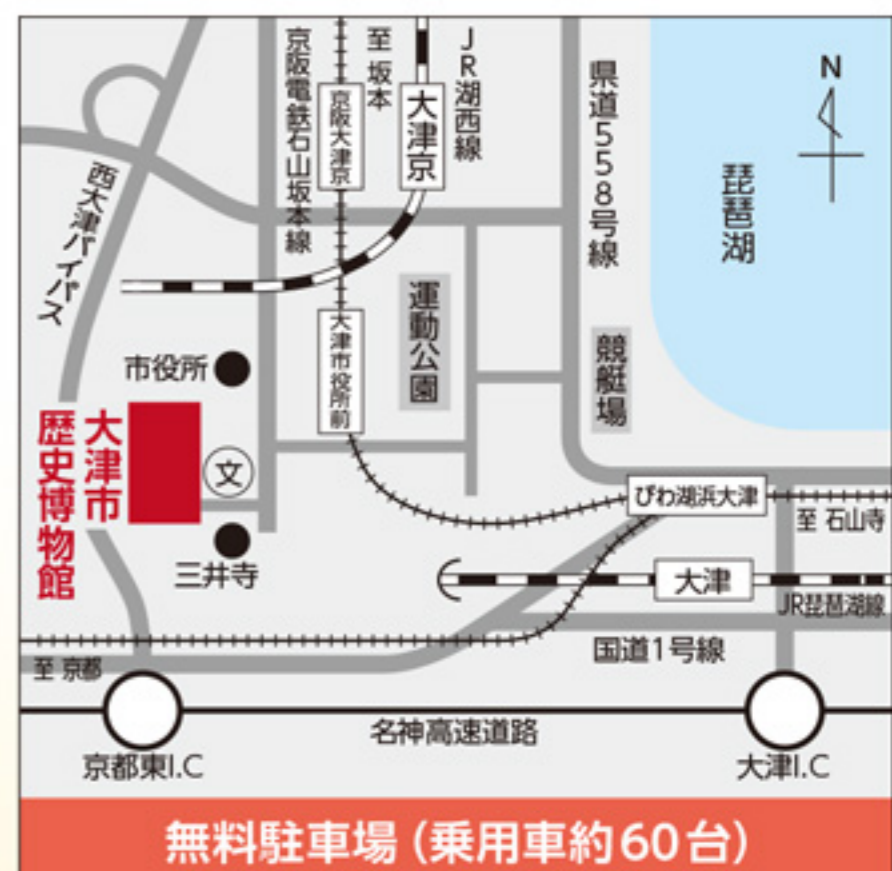 京阪電鉄石山坂本線
至 坂本
京阪大津京
大津京
JR湖西線
県道558号線
琵琶湖
N
西大津バイパス
市役所
大津市役所前
運動公園
競艇場
大津市
歴史博物館
文
三井寺
びわ湖浜大津
至 石山寺
大津
JR琵琶湖線
国道1号線
至 京都
名神高速道路
京都東I.C
大津I.C
無料駐車場（乗用車約60台）